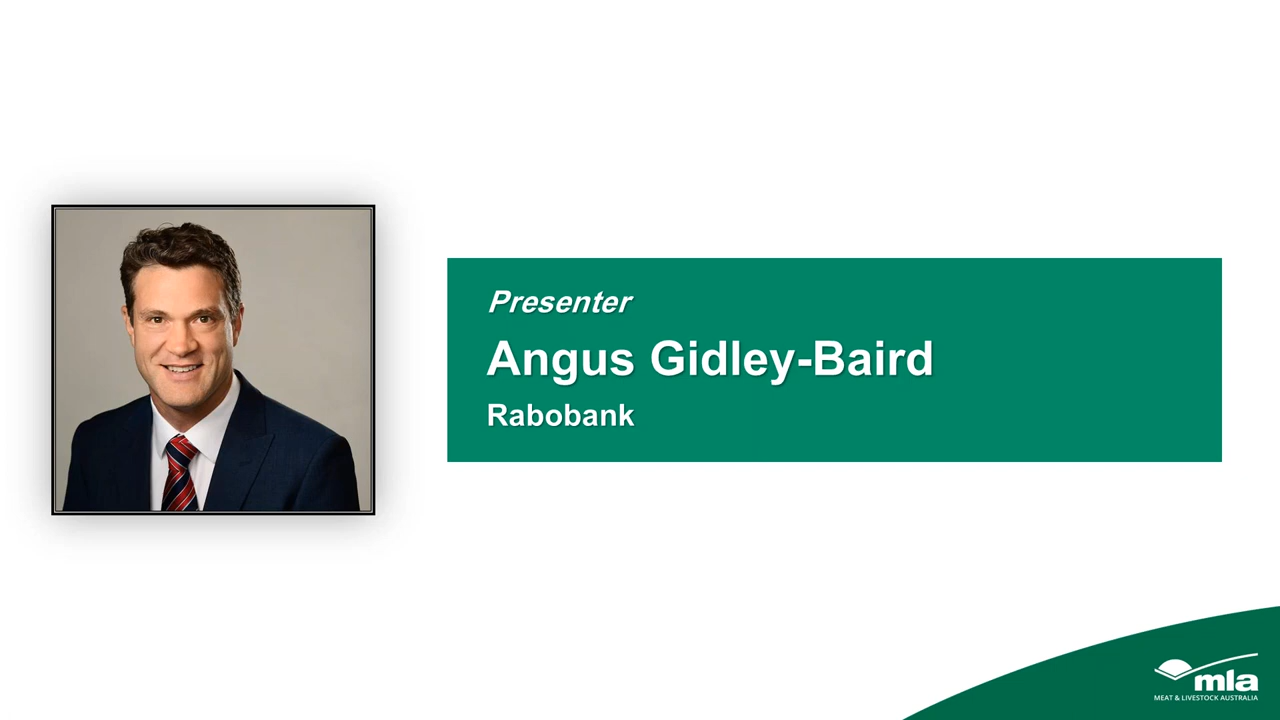 Presenter
Angus Gidley-Baird
Rabobank
mla
MEAT & LIVESTOCK AUSTRALIA